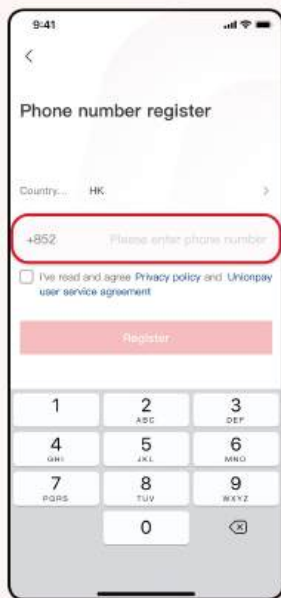 9:41
Phone number register
Country... HK
+852 Please enter phone number
I've read and agree Privacy policy and Unionpay
user service agreement
Register
1 2 3
ABC DEF
4 5 6
GHI JKL MNO
7 8 9
PQRS TUV WXYZ
0